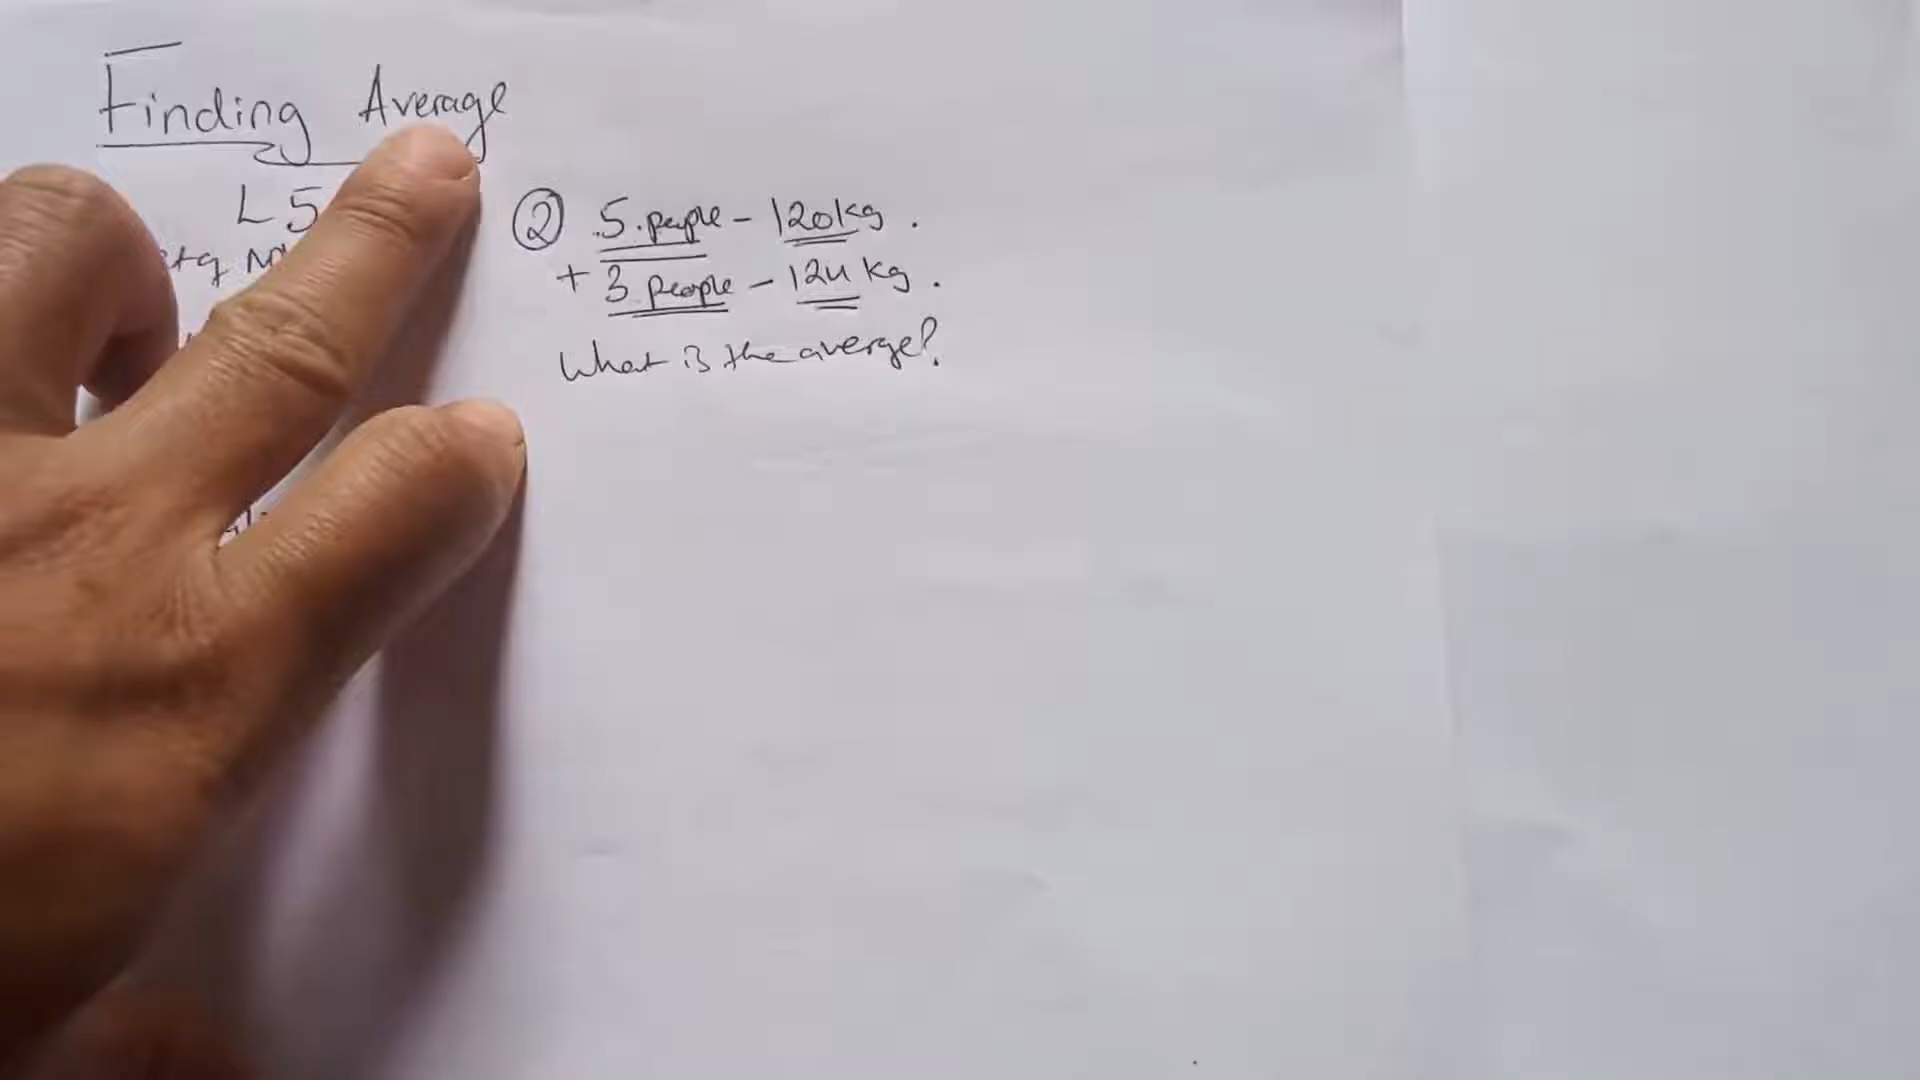 Finding Average
L5
② 5 people - 120kg.
+ 3 people - 124 kg.
What is the average?